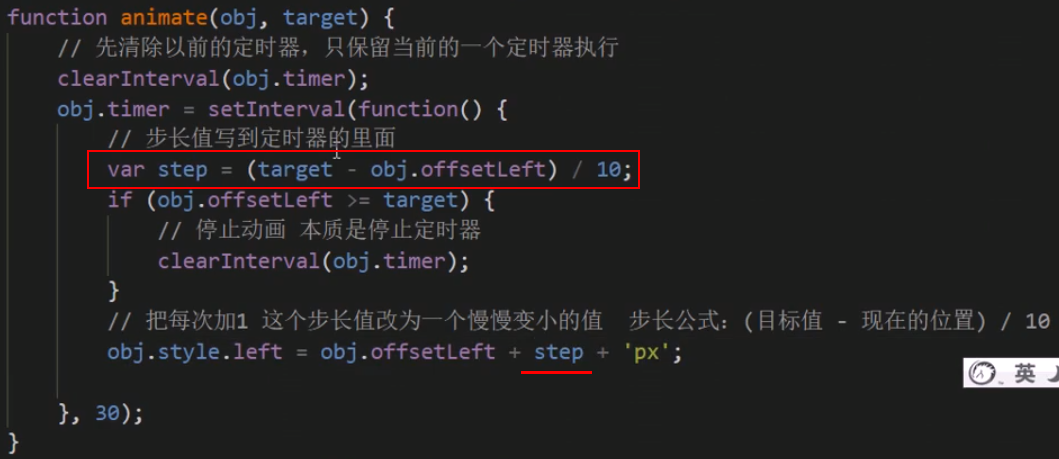 function animate(obj, target) {
// 先清除以前的定时器，只保留当前的一个定时器执行
clearInterval(obj.timer);
obj.timer = setInterval(function() {
// 步长值写到定时器的里面
var step = (target - obj.offsetLeft) / 10;
if (obj.offsetLeft >= target) {
// 停止动画 本质是停止定时器
clearInterval(obj.timer);
}
// 把每次加1 这个步长值改为一个慢慢变小的值  步长公式：(目标值 - 现在的位置) / 10
obj.style.left = obj.offsetLeft + step + 'px';
英
}, 30);
}